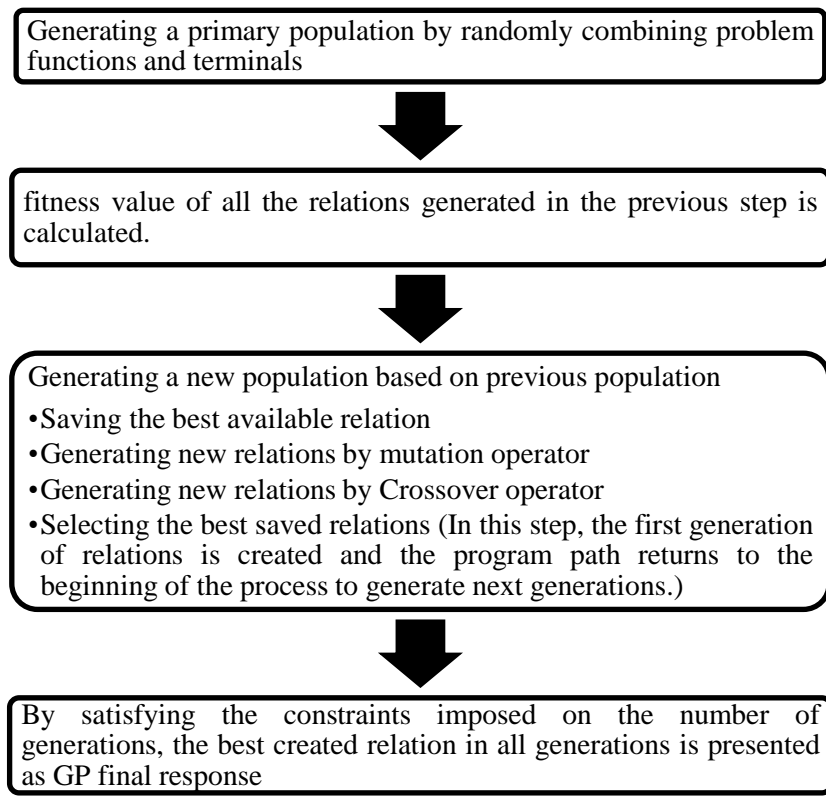 Generating a primary population by randomly combining problem
functions and terminals
fitness value of all the relations generated in the previous step is
calculated.
Generating a new population based on previous population
•Saving the best available relation
•Generating new relations by mutation operator
•Generating new relations by Crossover operator
•Selecting the best saved relations (In this step, the first generation
of relations is created and the program path returns to the
beginning of the process to generate next generations.)
By satisfying the constraints imposed on the number of
generations, the best created relation in all generations is presented
as GP final response